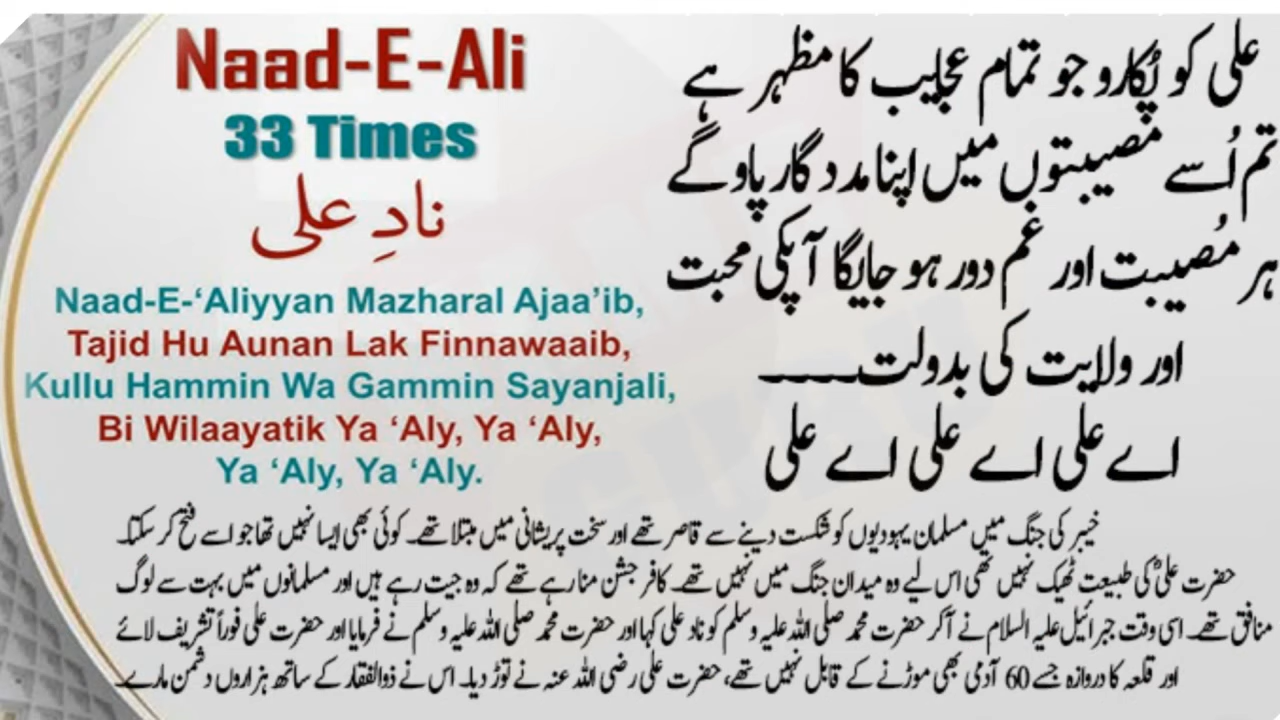 Naad-E-Ali
33 Times
نادِ علی
Naad-E-‘Aliyyan Mazharal Ajaa’ib,
Tajid Hu Aunan Lak Finnawaaib,
Kullu Hammin Wa Gammin Sayanjali,
Bi Wilaayatik Ya ‘Aly, Ya ‘Aly,
Ya ‘Aly, Ya ‘Aly.
علی کو پُکارو جو تمام عجایب کا مظہر ہے
تم اُسے مصیبتوں میں اپنا مددگار پاو گے
ہر مُصیبت اور غم دور ہو جایگا آپکی محبت
اور ولایت کی بدولت۔۔۔۔
اے علی اے علی اے علی
خیبر کی جنگ میں مسلمان یہودیوں کو شکست دینے سے قاصر تھے اور سخت پریشانی میں مبتلا تھے۔ کوئی بھی ایسا نہیں تھا جو اسے فتح کر سکتا۔
حضرت علیؓ کی طبیعت ٹھیک نہیں تھی اس لیے وہ میدان جنگ میں نہیں تھے۔ کافر جشن منا رہے تھے کہ وہ جیت رہے ہیں اور مسلمانوں میں بہت سے لوگ
منافق تھے۔ اسی وقت جبرائیل علیہ السلام نے آکر حضرت محمد صلی اللہ علیہ وسلم کو ناد علی کہا اور حضرت محمد صلی اللہ علیہ وسلم نے فرمایا اور حضرت علی فوراً تشریف لائے
اور قلعہ کا دروازہ جسے 60 آدمی بھی موڑنے کے قابل نہیں تھے، حضرت علی رضی اللہ عنہ نے توڑ دیا۔ اس نے ذوالفقار کے ساتھ ہزاروں دشمن مارے۔